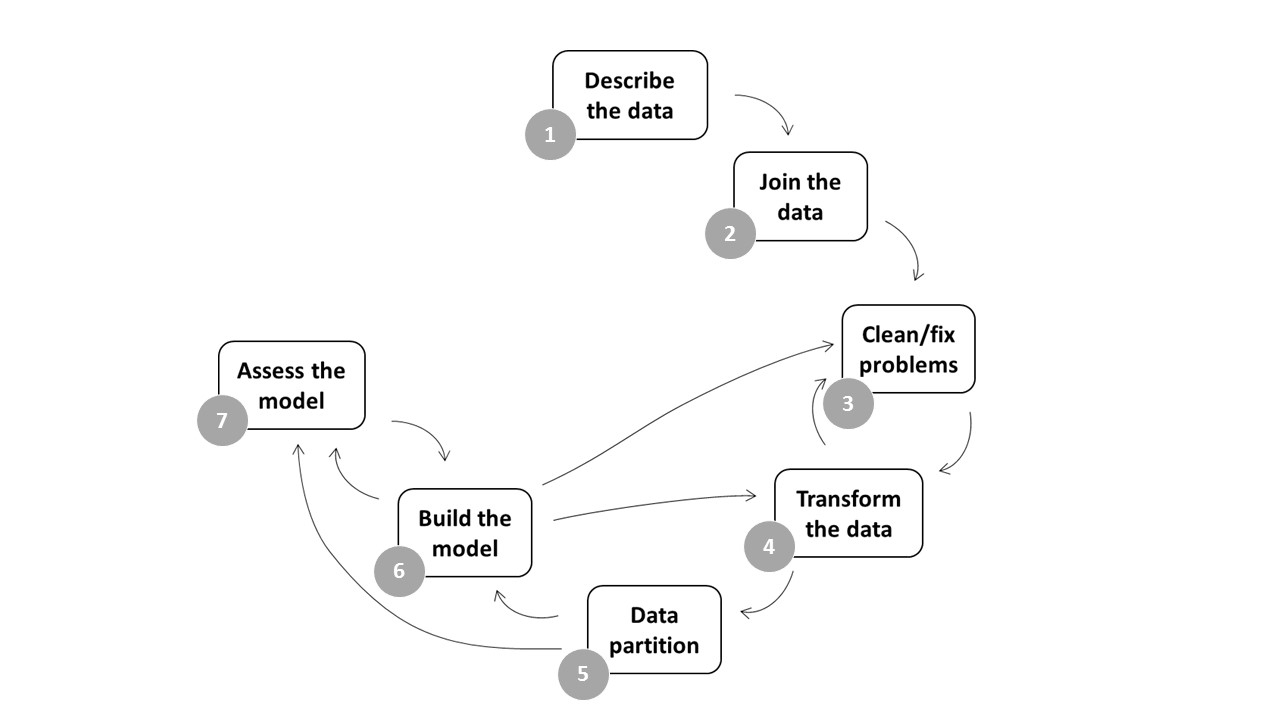 Describe
the data
1
Join the
data
2
Clean/fix
problems
3
Transform
the data
4
Data
partition
5
Build the
model
6
Assess the
model
7